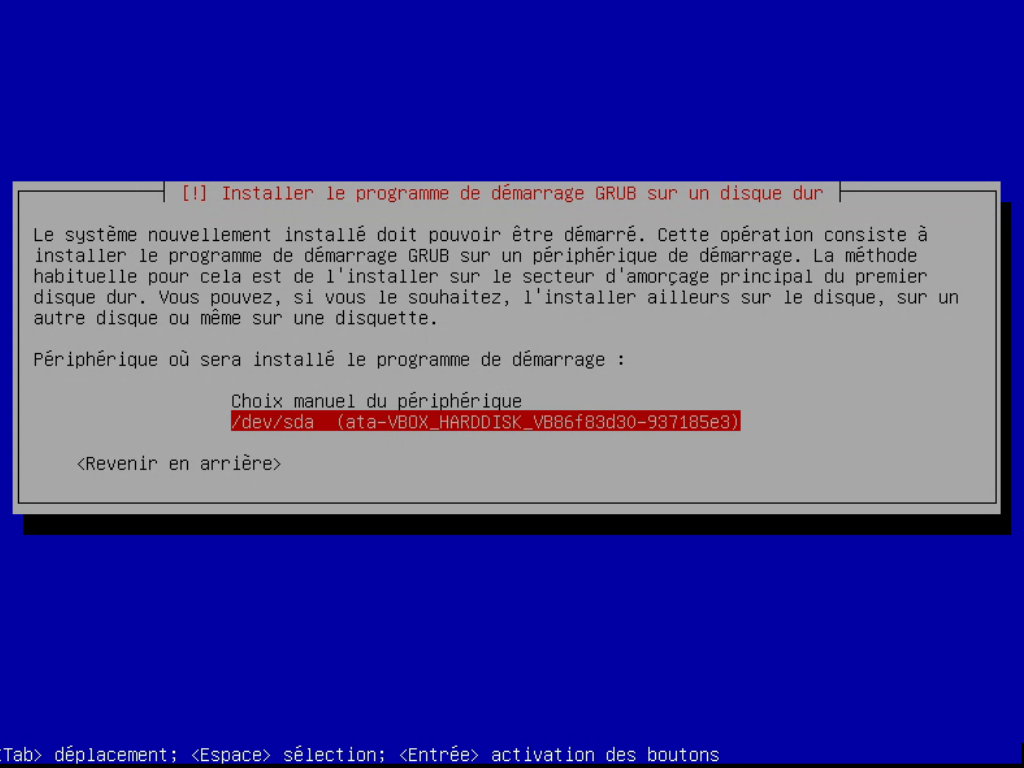 [!] Installer le programme de démarrage GRUB sur un disque dur
Le système nouvellement installé doit pouvoir être démarré. Cette opération consiste à
installer le programme de démarrage GRUB sur un périphérique de démarrage. La méthode
habituelle pour cela est de l'installer sur le secteur d'amorçage principal du premier
disque dur. Vous pouvez, si vous le souhaitez, l'installer ailleurs sur le disque, sur un
autre disque ou même sur une disquette.
Périphérique où sera installé le programme de démarrage :
Choix manuel du périphérique
/dev/sda (ata-VBOX_HARDDISK_VB86f83d30-937185e3)
<Revenir en arrière>
<Tab> déplacement; <Espace> sélection; <Entrée> activation des boutons